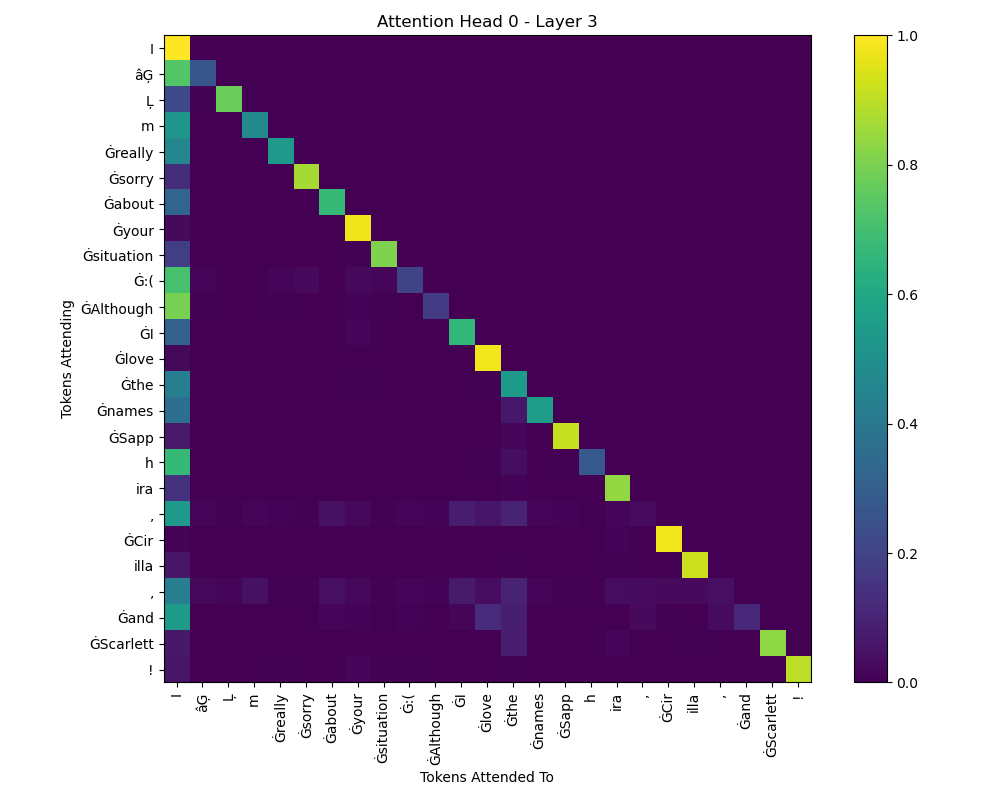 Attention Head 0 - Layer 3
Tokens Attending
I
âĢ
Ļ
m
Ġreally
Ġsorry
Ġabout
Ġyour
Ġsituation
Ġ:(
ĠAlthough
ĠI
Ġlove
Ġthe
Ġnames
ĠSapp
h
ira
,
ĠCir
illa
,
Ġand
ĠScarlett
!
I
âĢ
Ļ
m
Ġreally
Ġsorry
Ġabout
Ġyour
Ġsituation
Ġ:(
ĠAlthough
ĠI
Ġlove
Ġthe
Ġnames
ĠSapp
h
ira
,
ĠCir
illa
,
Ġand
ĠScarlett
!
Tokens Attended To
1.0
0.8
0.6
0.4
0.2
0.0